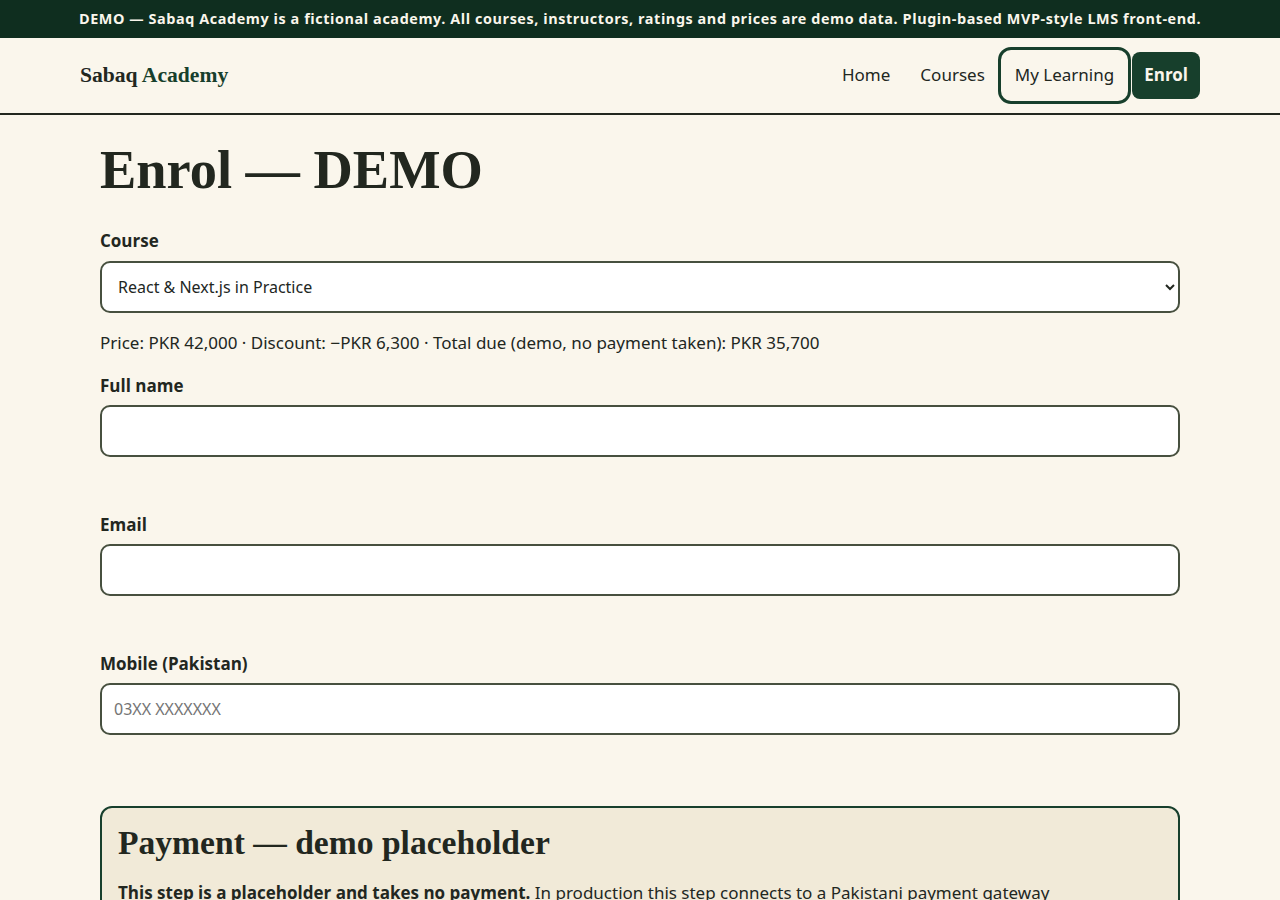 DEMO — Sabaq Academy is a fictional academy. All courses, instructors, ratings and prices are demo data. Plugin-based MVP-style LMS front-end.
Sabaq Academy
Home
Courses
My Learning
Enrol
Enrol — DEMO
Course
React & Next.js in Practice
Price: PKR 42,000 · Discount: −PKR 6,300 · Total due (demo, no payment taken): PKR 35,700
Full name
Email
Mobile (Pakistan)
03XX XXXXXXX
Payment — demo placeholder
This step is a placeholder and takes no payment. In production this step connects to a Pakistani payment gateway